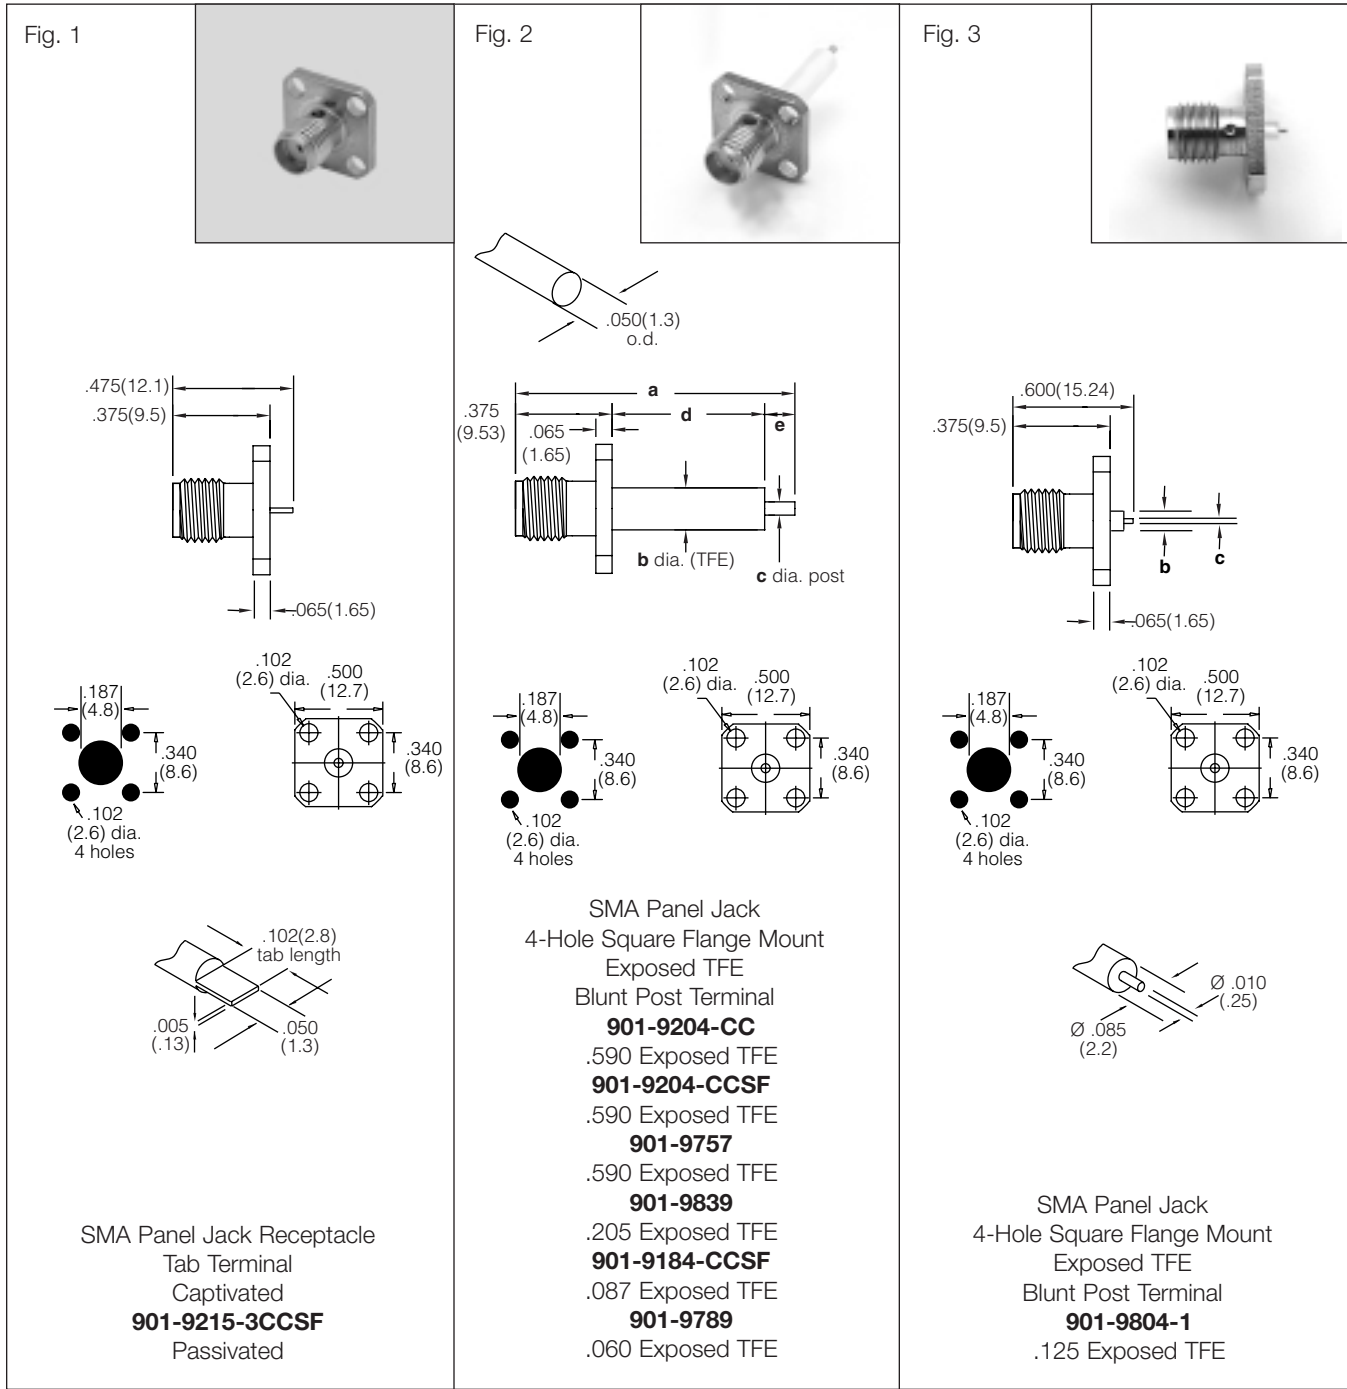 Fig. 1
.475(12.1)
.375(9.5)
.065(1.65)
.187
(4.8)
.340
(8.6)
.102
(2.6) dia.
4 holes
.102
(2.6) dia.
.500
(12.7)
.340
(8.6)
.102(2.8)
tab length
.005
(.13)
.050
(1.3)
SMA Panel Jack Receptacle
Tab Terminal
Captivated
901-9215-3CCSF
Passivated
Fig. 2
.050(1.3)
o.d.
a
.375
(9.53)
d
e
.065
(1.65)
b dia. (TFE)
c dia. post
.187
(4.8)
.340
(8.6)
.102
(2.6) dia.
4 holes
.102
(2.6) dia.
.500
(12.7)
.340
(8.6)
SMA Panel Jack
4-Hole Square Flange Mount
Exposed TFE
Blunt Post Terminal
901-9204-CC
.590 Exposed TFE
901-9204-CCSF
.590 Exposed TFE
901-9757
.590 Exposed TFE
901-9839
.205 Exposed TFE
901-9184-CCSF
.087 Exposed TFE
901-9789
.060 Exposed TFE
Fig. 3
.600(15.24)
.375(9.5)
b
c
.065(1.65)
.187
(4.8)
.340
(8.6)
.102
(2.6) dia.
4 holes
.102
(2.6) dia.
.500
(12.7)
.340
(8.6)
Ø .010
(.25)
Ø .085
(2.2)
SMA Panel Jack
4-Hole Square Flange Mount
Exposed TFE
Blunt Post Terminal
901-9804-1
.125 Exposed TFE